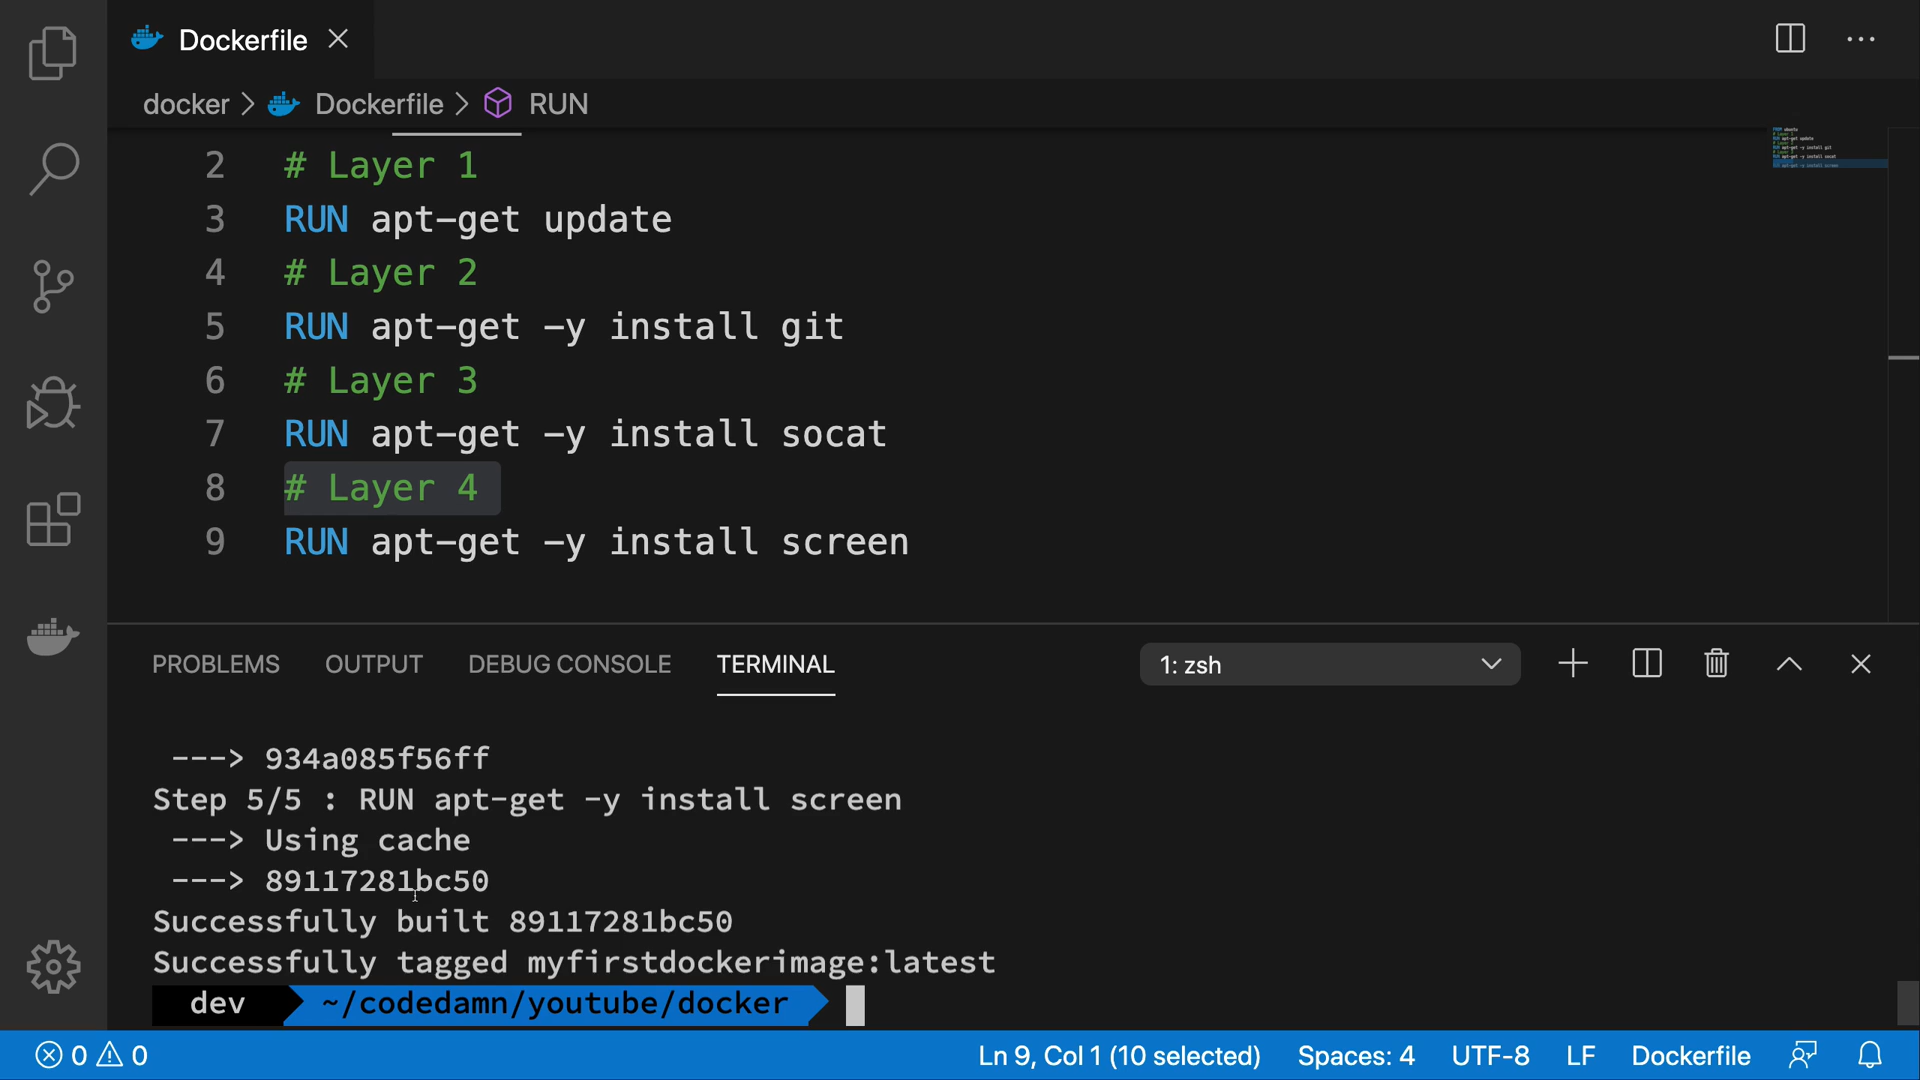 Dockerfile
docker > Dockerfile > RUN
2 # Layer 1
3 RUN apt-get update
4 # Layer 2
5 RUN apt-get -y install git
6 # Layer 3
7 RUN apt-get -y install socat
8 # Layer 4
9 RUN apt-get -y install screen
PROBLEMS OUTPUT DEBUG CONSOLE TERMINAL 1: zsh
---> 934a085f56ff
Step 5/5 : RUN apt-get -y install screen
---> Using cache
---> 89117281bc50
Successfully built 89117281bc50
Successfully tagged myfirstdockerimage:latest
dev ~/codedamn/youtube/docker
0 0 Ln 9, Col 1 (10 selected) Spaces: 4 UTF-8 LF Dockerfile